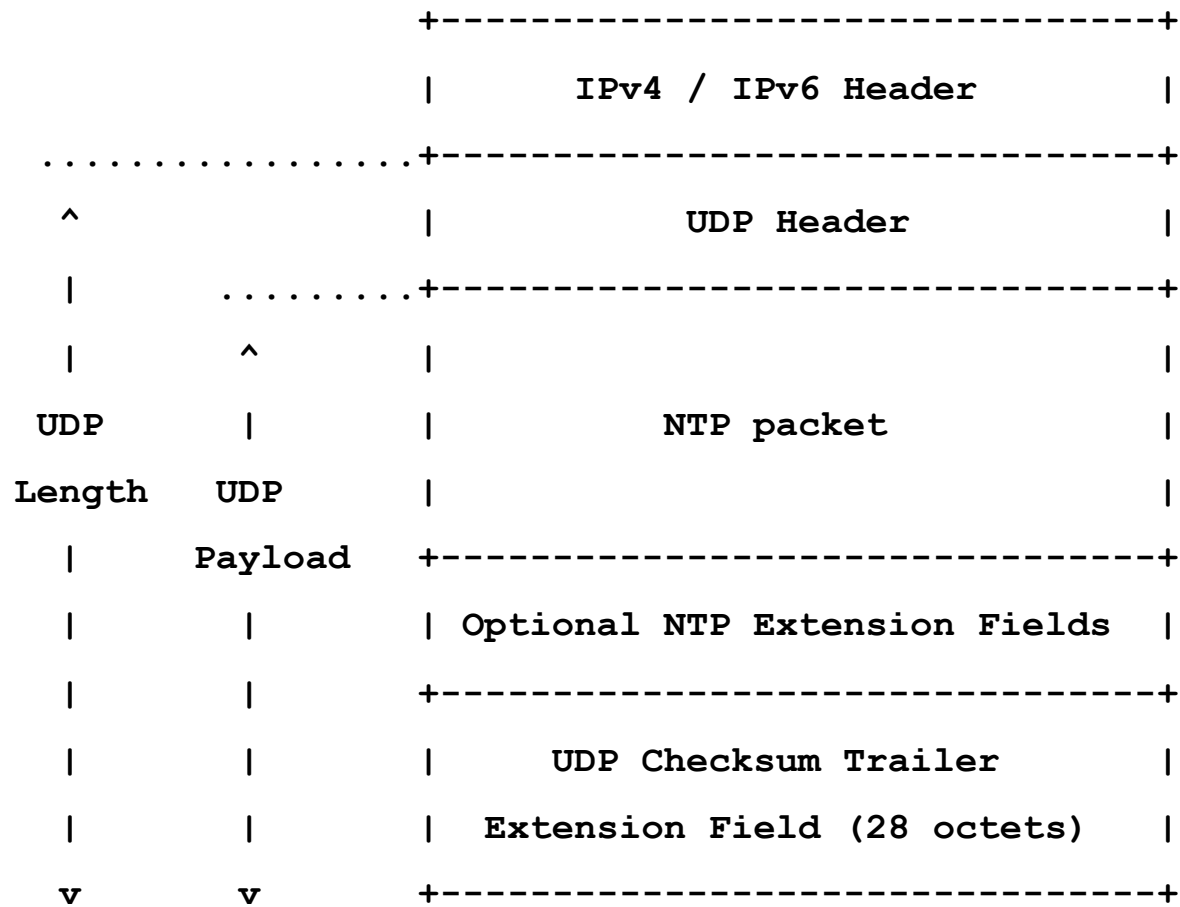 +--------------------------------+
                   |      IPv4 / IPv6 Header        |
  .................+--------------------------------+
   ^               |           UDP Header           |
   |      .........+--------------------------------+
   |       ^       |                                |
  UDP      |       |          NTP packet            |
 Length   UDP      |                                |
   |     Payload   +--------------------------------+
   |       |       | Optional NTP Extension Fields  |
   |       |       +--------------------------------+
   |       |       |     UDP Checksum Trailer       |
   |       |       |  Extension Field (28 octets)   |
   v       v       +--------------------------------+